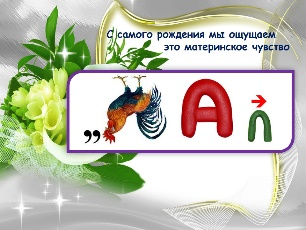 С самого рождения мы ощущаем
это материнское чувство
,, А Л